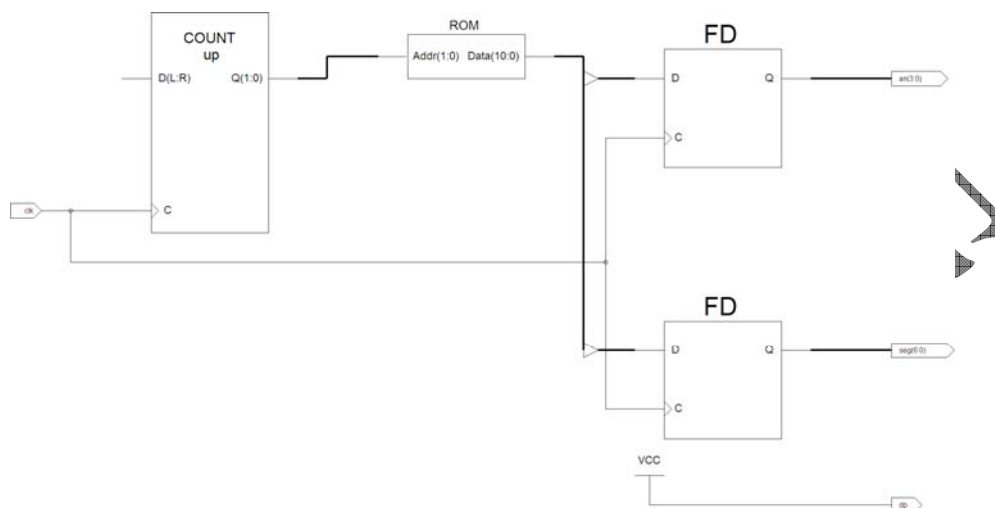 COUNT
up
D(L:R)
Q(1:0)
C
ROM
Addr(1:0)
Data(10:0)
FD
D
Q
C
an(3:0)
clk
FD
D
Q
C
seg(6:0)
VCC
dp